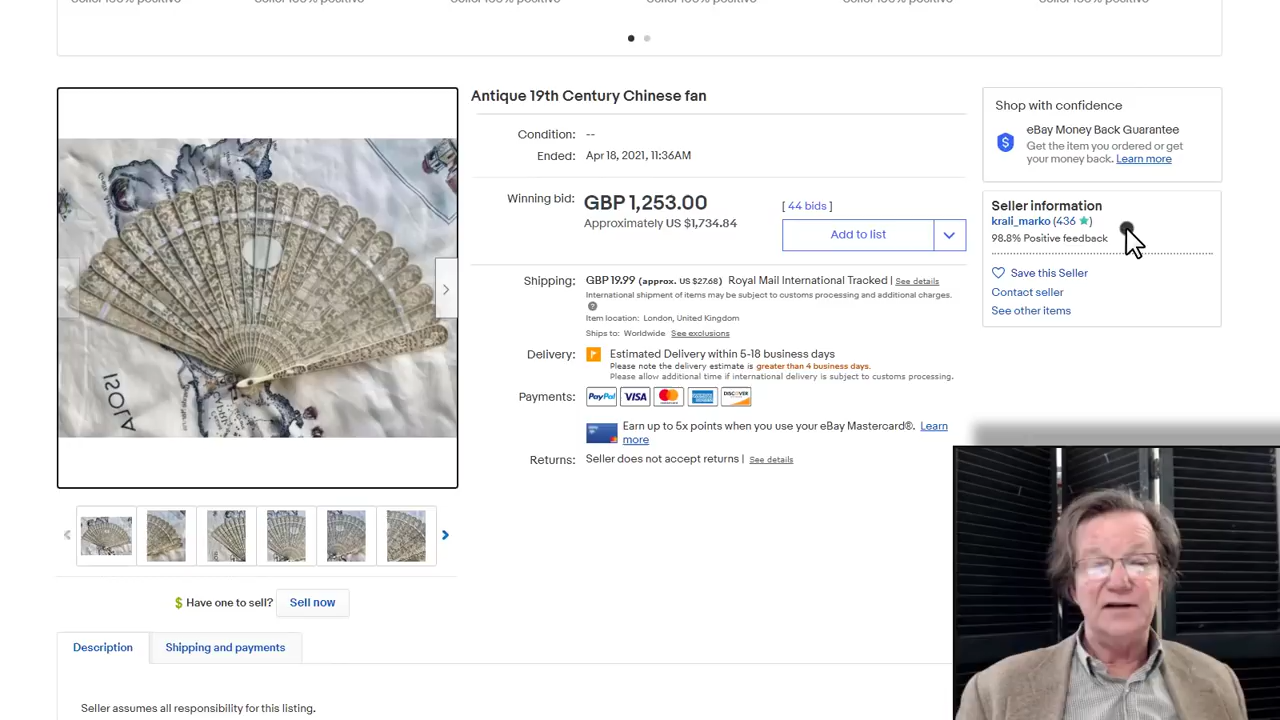 Antique 19th Century Chinese fan
Condition: --
Ended: Apr 18, 2021, 11:36AM
Winning bid: GBP 1,253.00 [ 44 bids ]
Approximately US $1,734.84
Add to list
Shipping: GBP 19.99 (approx. US $27.68) Royal Mail International Tracked | See details
International shipment of items may be subject to customs processing and additional charges.
Item location: London, United Kingdom
Ships to: Worldwide See exclusions
Delivery: Estimated Delivery within 5-18 business days
Please note the delivery estimate is greater than 4 business days.
Please allow additional time if international delivery is subject to customs processing.
Payments: PayPal VISA mastercard AMERICAN EXPRESS DISCOVER
Earn up to 5x points when you use your eBay Mastercard®. Learn
more
Returns: Seller does not accept returns | See details
Shop with confidence
eBay Money Back Guarantee
Get the item you ordered or get
your money back. Learn more
Seller information
krali_marko (436 ★)
98.8% Positive feedback
Save this Seller
Contact seller
See other items
$ Have one to sell? Sell now
Description
Shipping and payments
Seller assumes all responsibility for this listing.